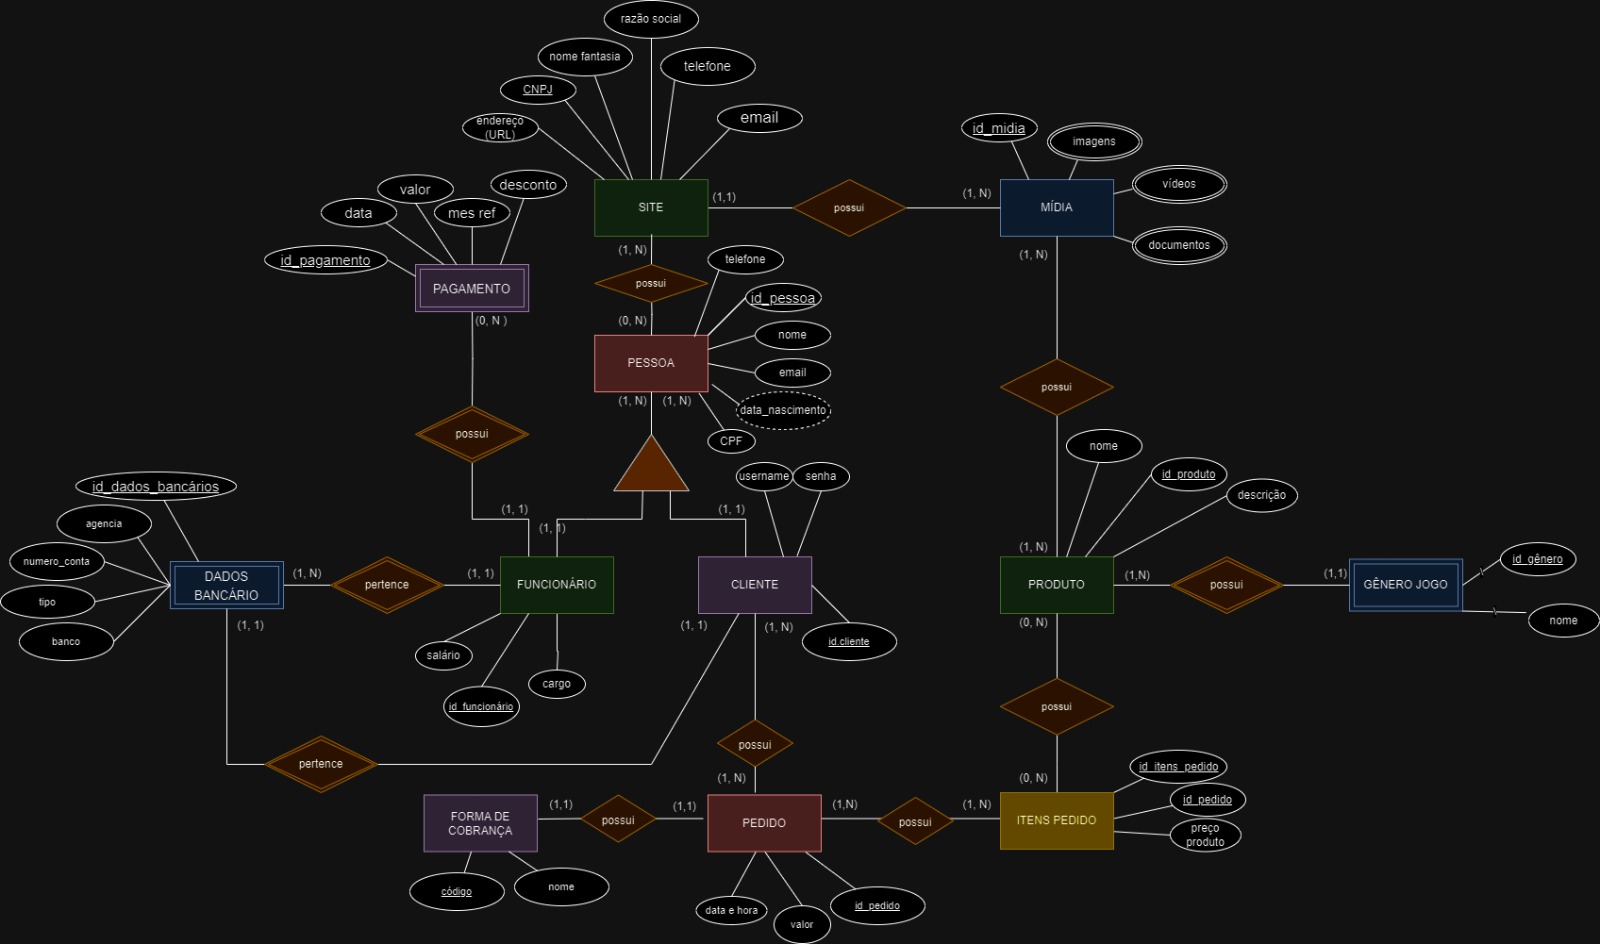 razão social
nome fantasia
telefone
CNPJ
email
endereço
(URL)
id_midia
imagens
vídeos
documentos
SITE
(1,1)
possui
(1, N)
MÍDIA
(1, N)
(1, N)
valor
desconto
data
mes ref
id_pagamento
PAGAMENTO
(0, N )
possui
(0, N)
telefone
id_pessoa
nome
email
data_nascimento
CPF
PESSOA
(1, N)
(1, N)
possui
possui
(1, 1)
(1, 1)
(1, 1)
username
senha
nome
id_produto
descrição
(1, N)
id_dados_bancários
agencia
numero_conta
tipo
banco
DADOS
BANCÁRIO
(1, N)
pertence
(1, 1)
FUNCIONÁRIO
CLIENTE
PRODUTO
(1,N)
possui
(1,1)
GÊNERO JOGO
id_gênero
nome
(1, 1)
(1, 1)
(1, N)
(0, N)
salário
id_funcionário
cargo
id.cliente
pertence
possui
possui
(1, N)
(0, N)
id_itens_pedido
id_pedido
preço
produto
FORMA DE
COBRANÇA
(1,1)
possui
(1,1)
PEDIDO
(1,N)
possui
(1, N)
ITENS PEDIDO
código
nome
data e hora
valor
id_pedido